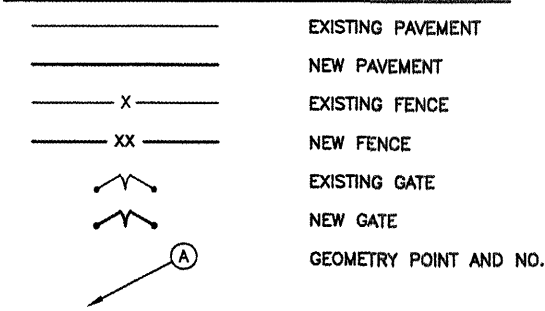 EXISTING PAVEMENT
NEW PAVEMENT
X EXISTING FENCE
XX NEW FENCE
EXISTING GATE
NEW GATE
A GEOMETRY POINT AND NO.